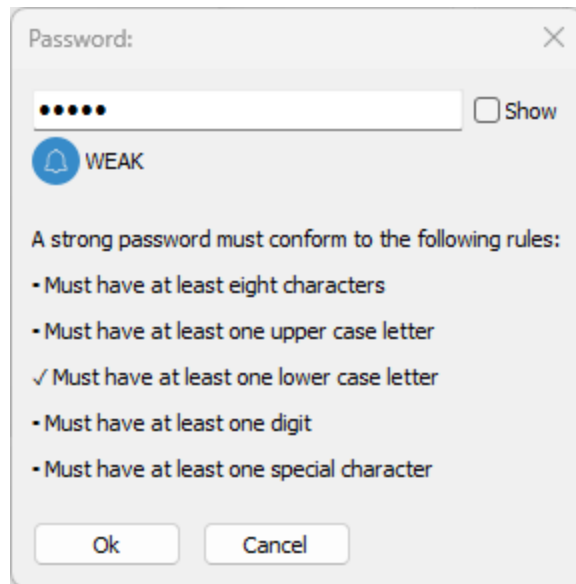 Password:
•••••
Show
WEAK
A strong password must conform to the following rules:
- Must have at least eight characters
- Must have at least one upper case letter
✓ Must have at least one lower case letter
- Must have at least one digit
- Must have at least one special character
Ok
Cancel